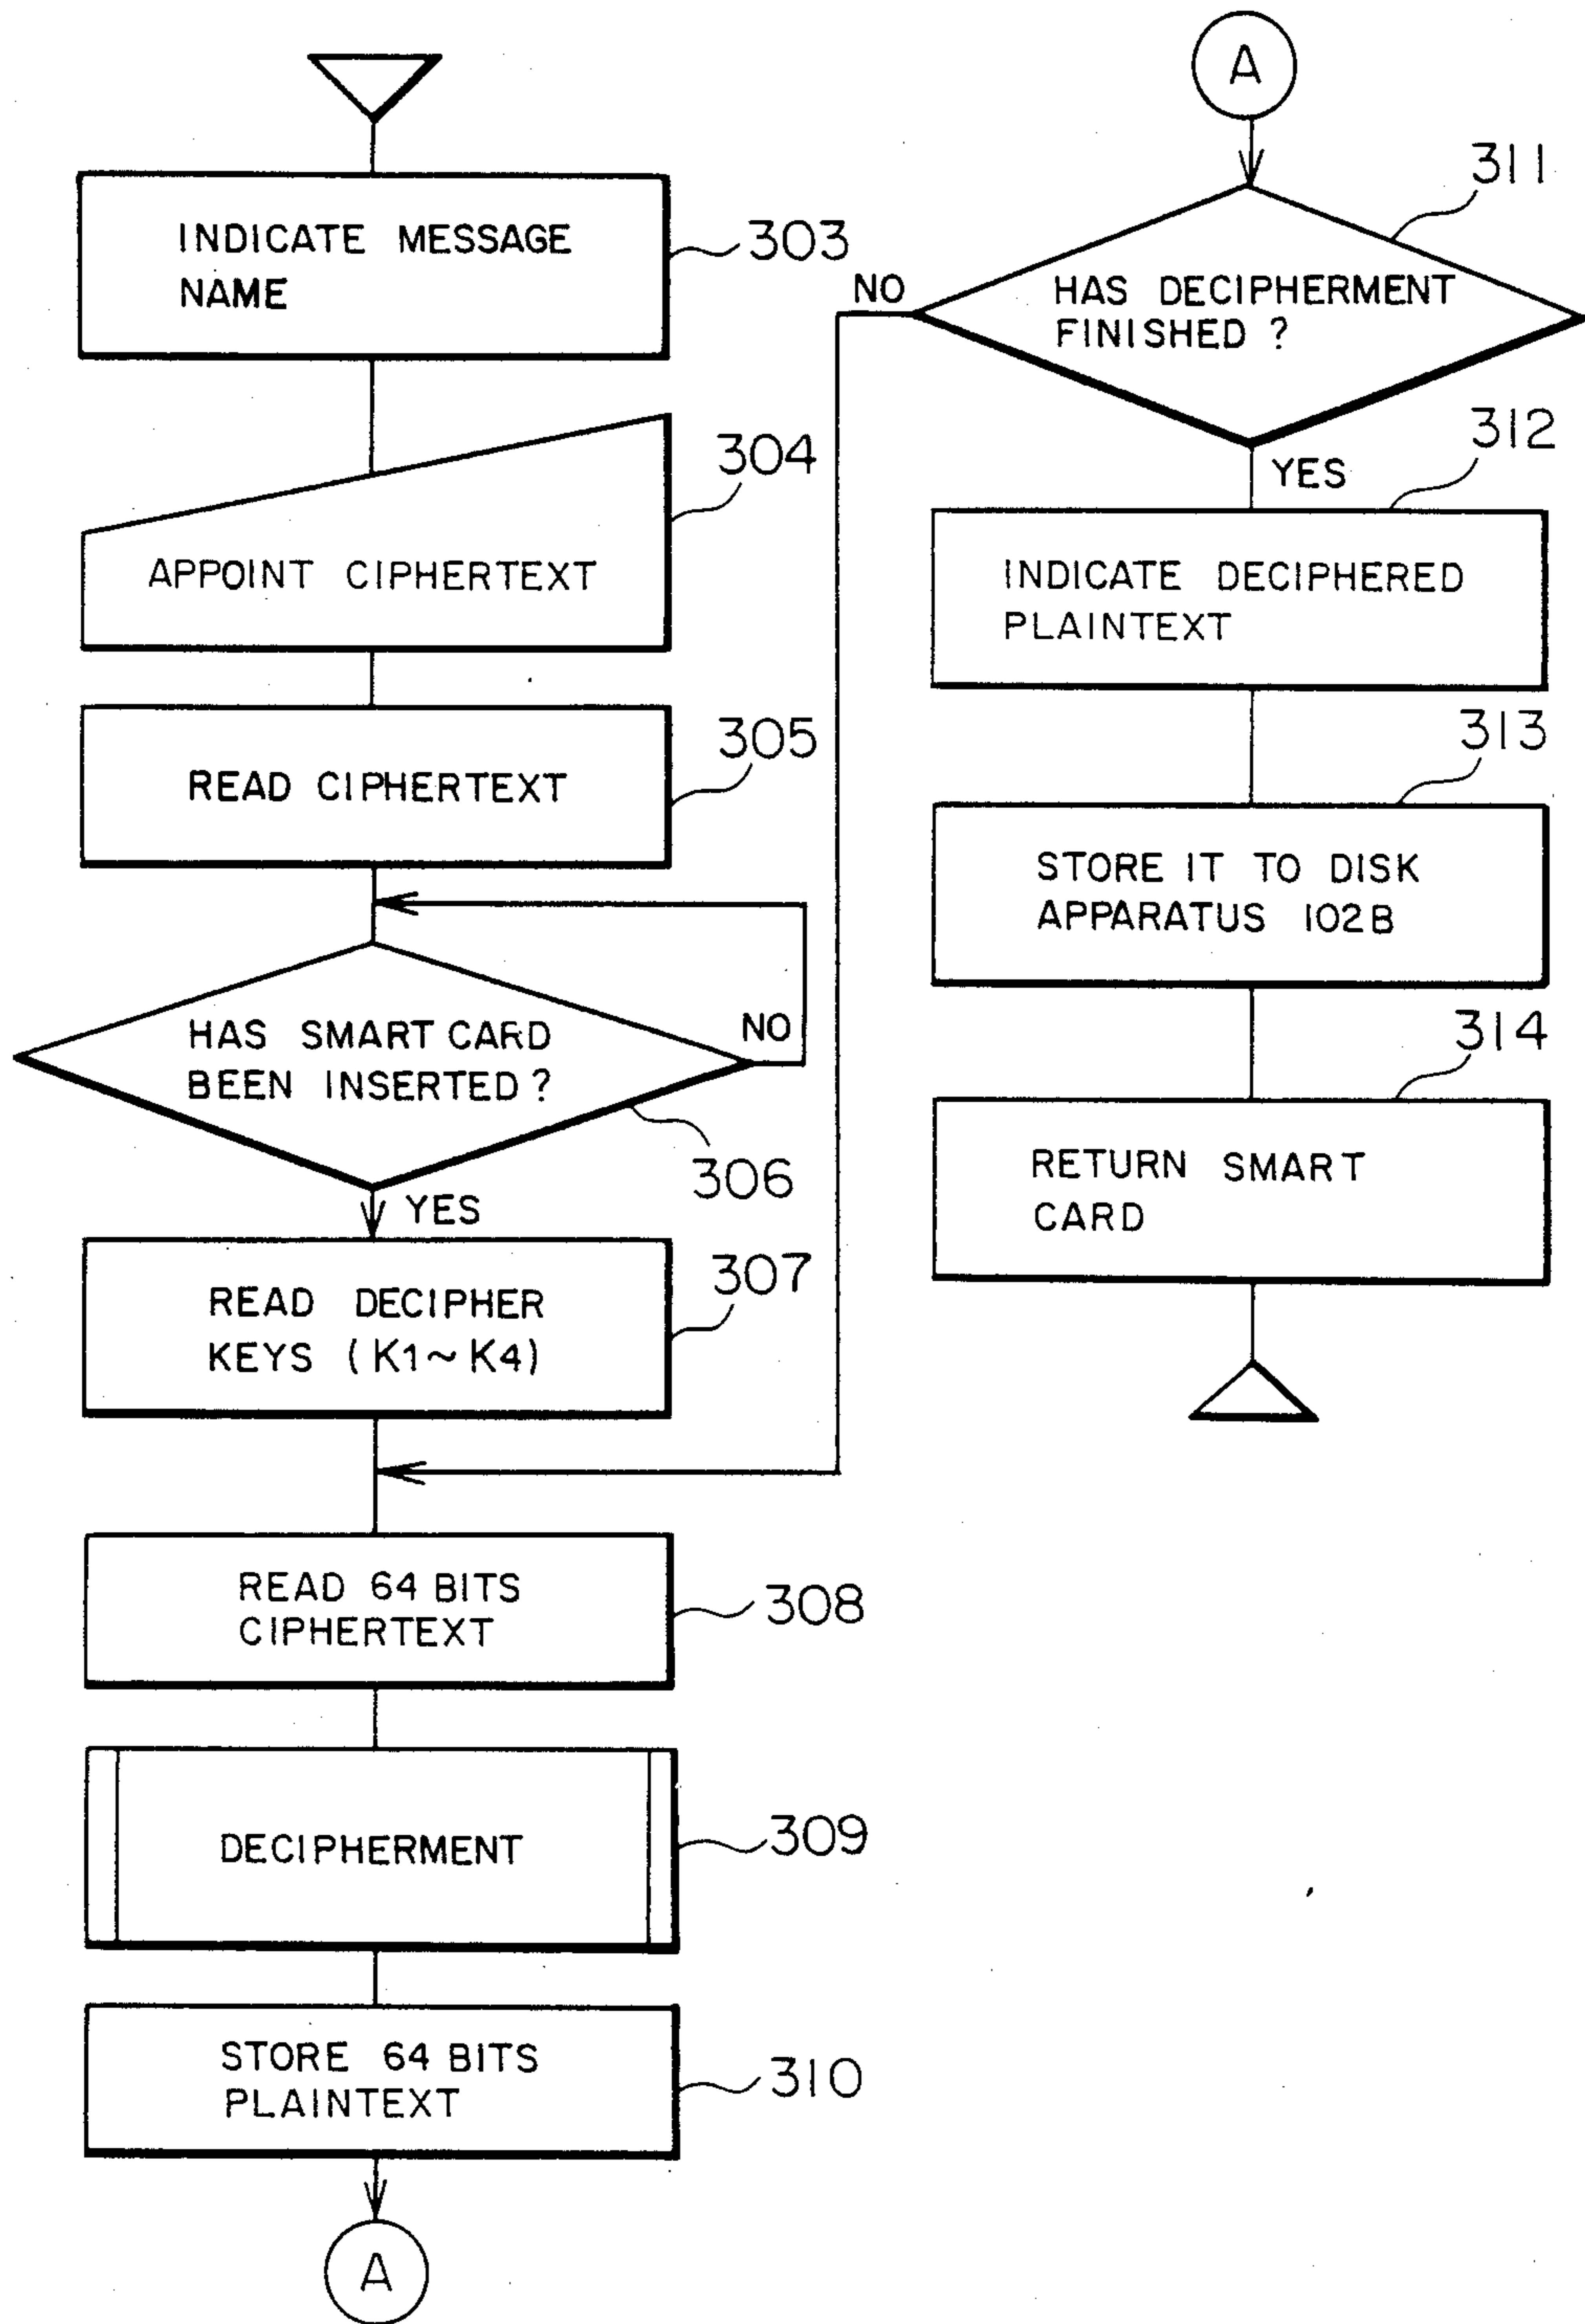 INDICATE MESSAGE
NAME
303
304
APPOINT CIPHERTEXT
305
READ CIPHERTEXT
HAS SMART CARD
BEEN INSERTED?
NO
306
YES
307
READ DECIPHER
KEYS (K1~K4)
READ 64 BITS
CIPHERTEXT
308
DECIPHERMENT
309
STORE 64 BITS
PLAINTEXT
310
A
A
311
NO
HAS DECIPHERMENT
FINISHED?
312
YES
INDICATE DECIPHERED
PLAINTEXT
313
STORE IT TO DISK
APPARATUS 102B
314
RETURN SMART
CARD